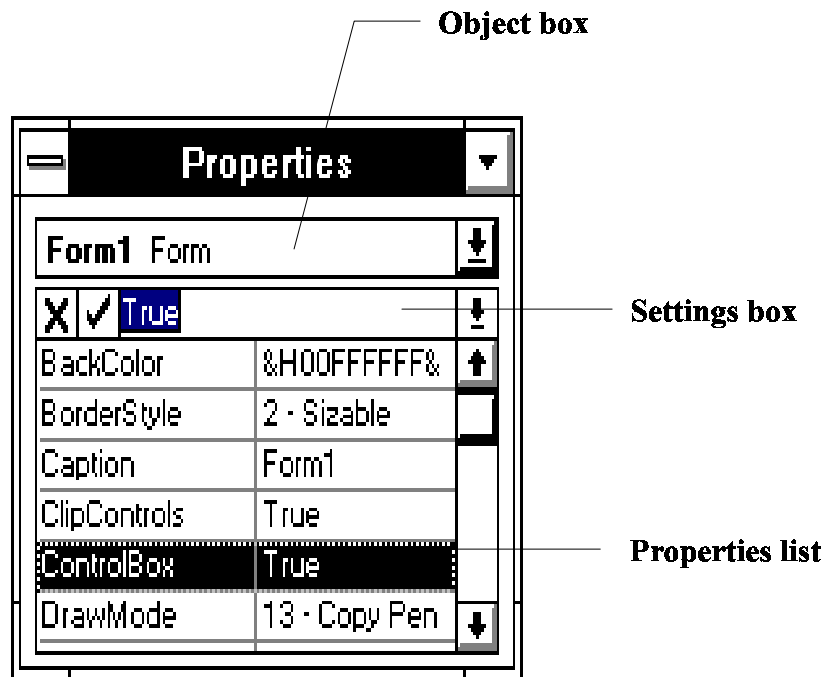 Object box
Properties
Form1 Form
True
Settings box
BackColor &H00FFFFFF&
BorderStyle 2 - Sizable
Caption Form1
ClipControls True
ControlBox True
Properties list
DrawMode 13 - Copy Pen